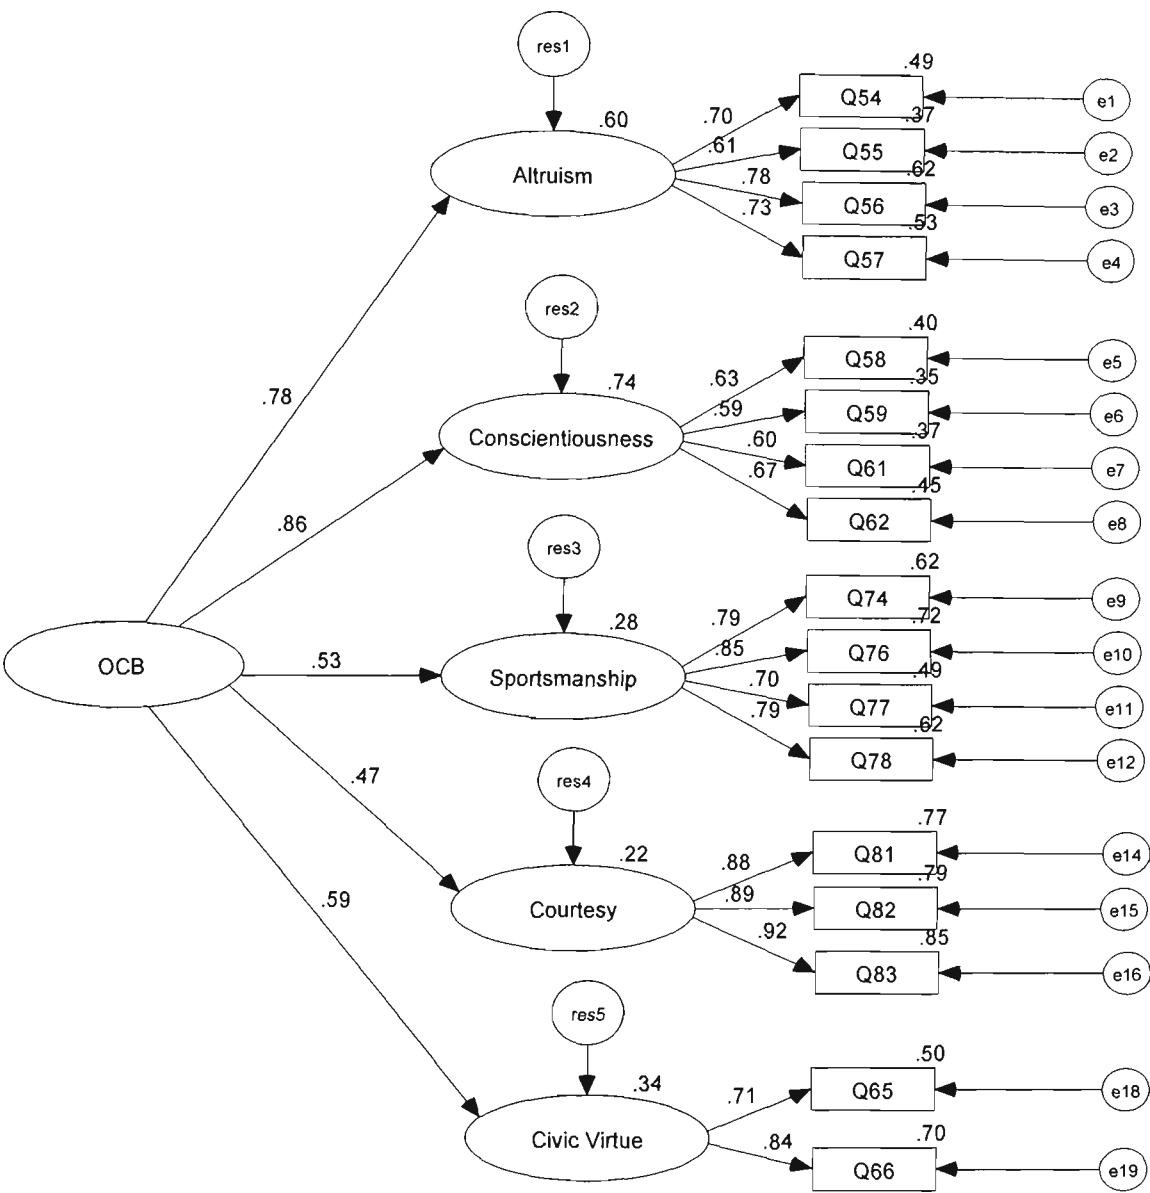 res1
.49
.60
.70
Q54
e1
.37
.61
Q55
e2
Altruism
.62
.78
Q56
e3
.73
.53
Q57
e4
res2
.40
.63
Q58
e5
.74
.35
.59
Q59
e6
.78
Conscientiousness
.37
.60
Q61
e7
.67
.45
Q62
e8
.86
res3
.62
.79
Q74
e9
.28
.72
.85
Q76
e10
OCB
.53
Sportsmanship
.49
.70
Q77
e11
.79
.62
Q78
e12
.47
res4
.77
.88
Q81
e14
.22
.79
.89
Q82
e15
.59
Courtesy
.85
.92
Q83
e16
res5
.50
.71
Q65
e18
.34
.70
Civic Virtue
.84
Q66
e19